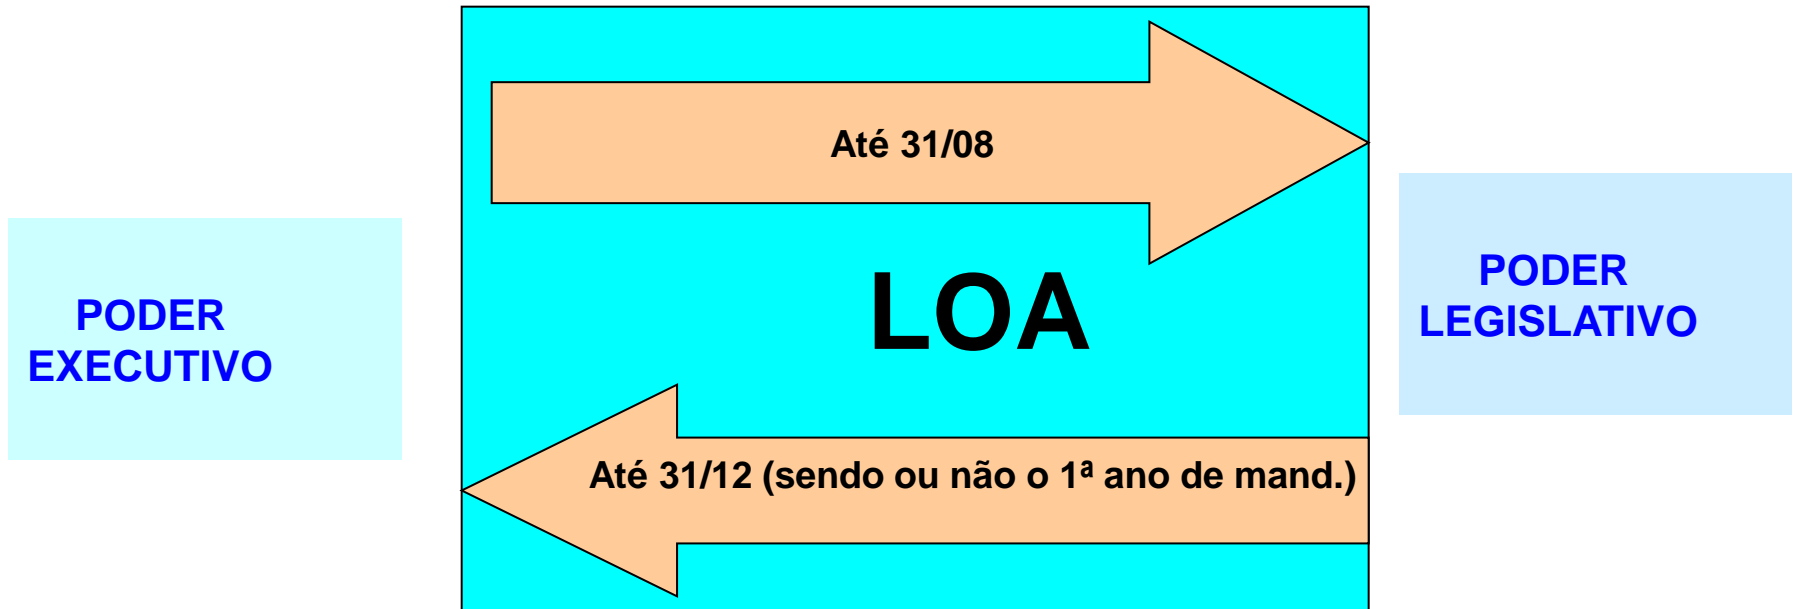 Até 31/08
PODER
EXECUTIVO
LOA
PODER
LEGISLATIVO
Até 31/12 (sendo ou não o 1ª ano de mand.)